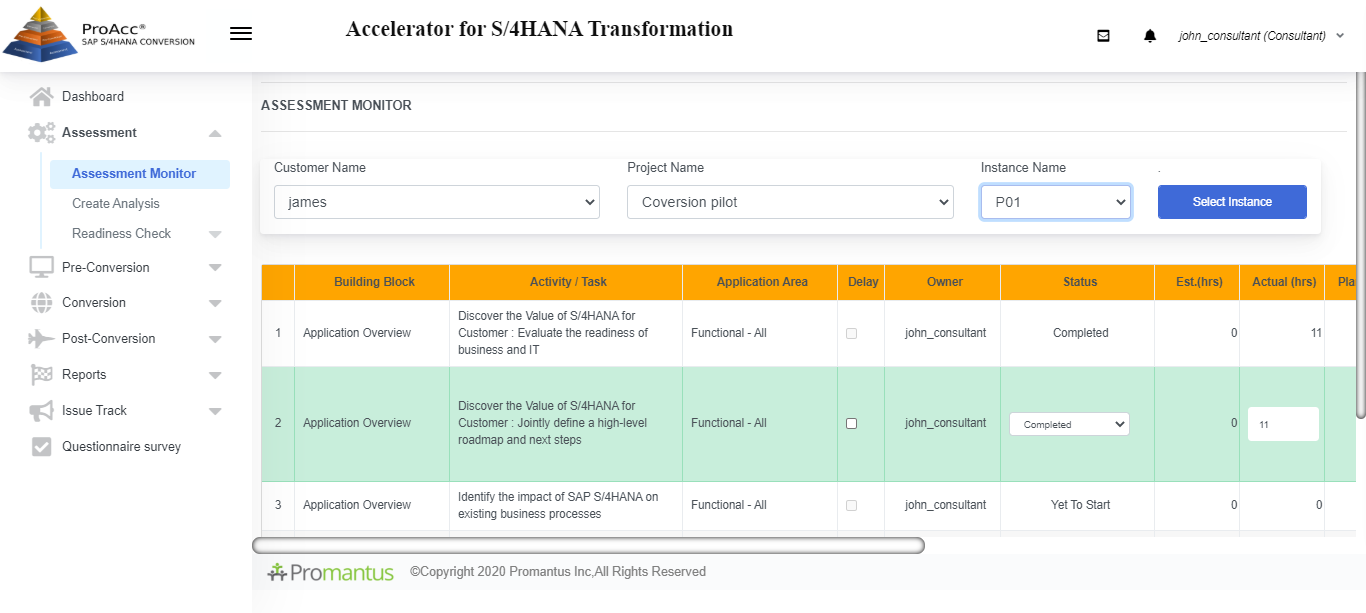 ProAcc®
SAP S/4HANA CONVERSION
Accelerator for S/4HANA Transformation
john_consultant (Consultant)
Dashboard
Assessment
Assessment Monitor
Create Analysis
Readiness Check
Pre-Conversion
Conversion
Post-Conversion
Reports
Issue Track
Questionnaire survey
ASSESSMENT MONITOR
Customer Name
Project Name
Instance Name
.
james
Coversion pilot
P01
Select Instance
Building Block
Activity / Task
Application Area
Delay
Owner
Status
Est.(hrs)
Actual (hrs)
Pla
1
Application Overview
Discover the Value of S/4HANA for
Customer : Evaluate the readiness of
business and IT
Functional - All
john_consultant
Completed
0
11
2
Application Overview
Discover the Value of S/4HANA for
Customer : Jointly define a high-level
roadmap and next steps
Functional - All
john_consultant
Completed
0
11
3
Application Overview
Identify the impact of SAP S/4HANA on
existing business processes
Functional - All
john_consultant
Yet To Start
0
0
Promantus
©Copyright 2020 Promantus Inc,All Rights Reserved